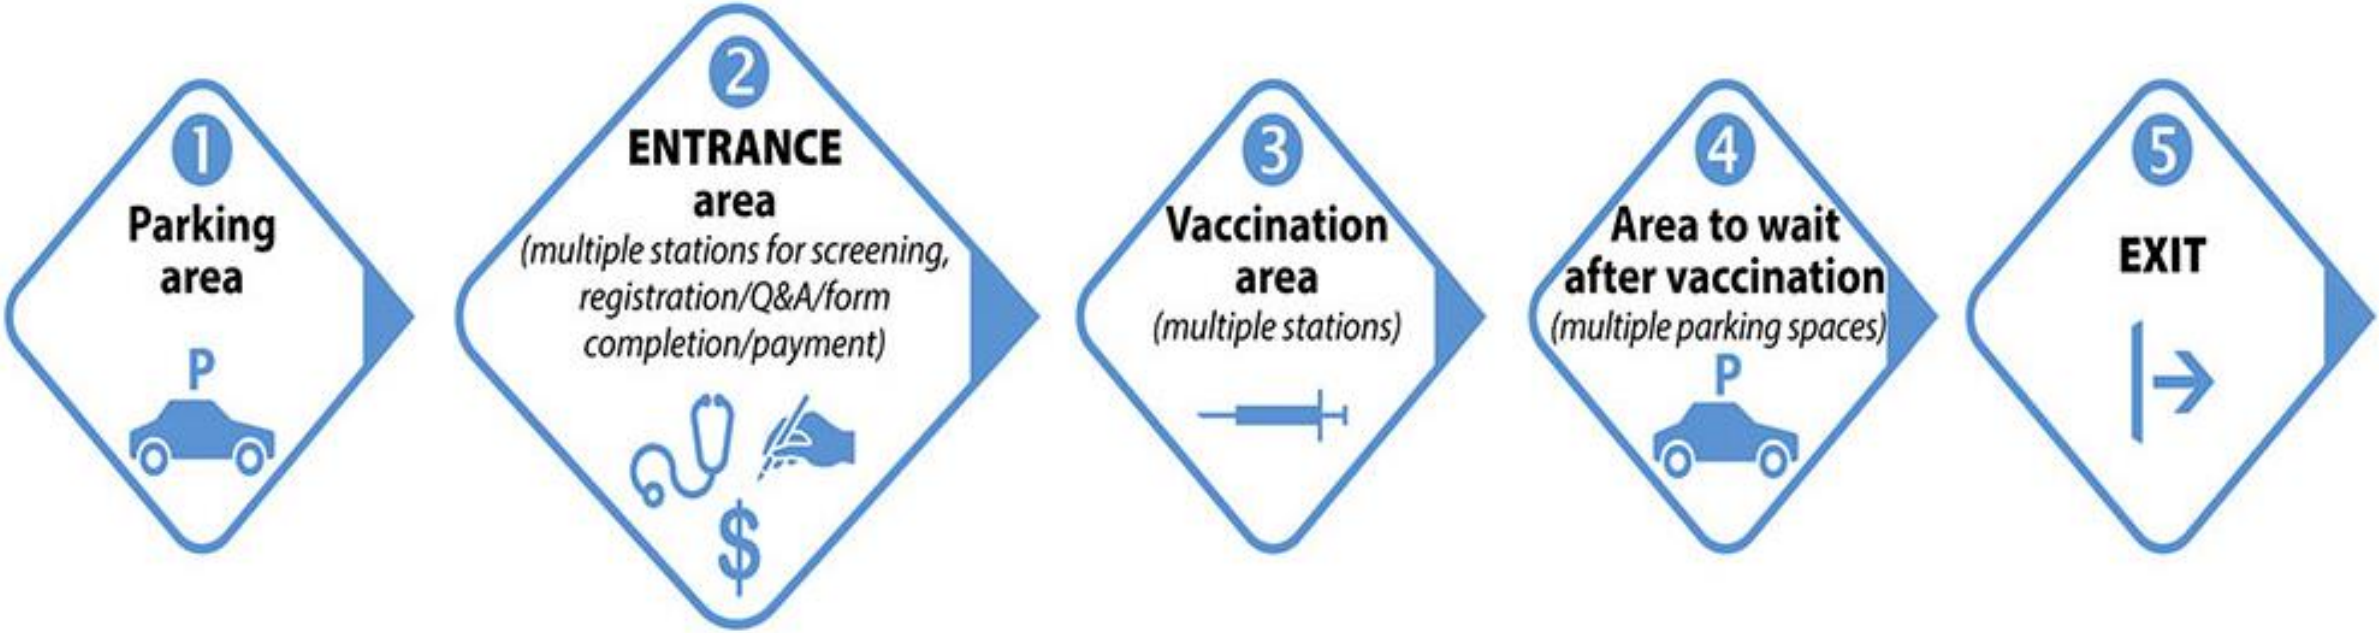 1
Parking
area
P
2
ENTRANCE
area
(multiple stations for screening,
registration/Q&A/form
completion/payment)
$
3
Vaccination
area
(multiple stations)
4
Area to wait
after vaccination
(multiple parking spaces)
P
5
EXIT